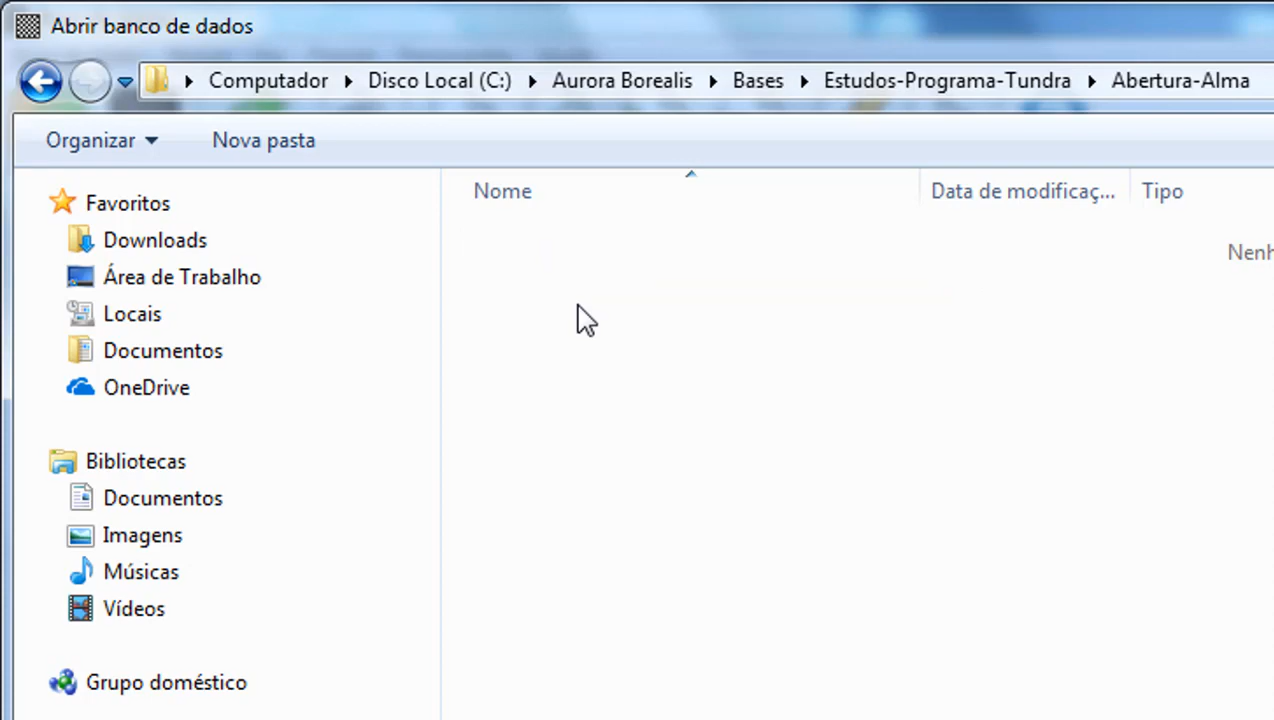 Abrir banco de dados
Computador Disco Local (C:) Aurora Borealis Bases Estudos-Programa-Tundra Abertura-Alma
Organizar Nova pasta
Nome Data de modificaç... Tipo
Nenh
Favoritos
Downloads
Área de Trabalho
Locais
Documentos
OneDrive
Bibliotecas
Documentos
Imagens
Músicas
Vídeos
Grupo doméstico